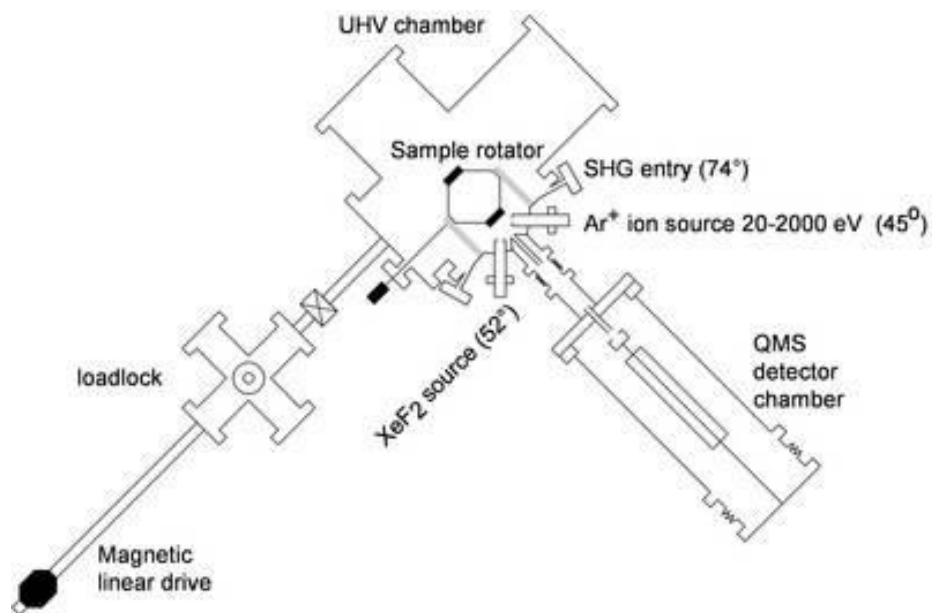 UHV chamber
Sample rotator
SHG entry (74°)
Ar⁺ ion source 20-2000 eV (45⁰)
XeF₂ source (52°)
QMS
detector
chamber
loadlock
Magnetic
linear drive